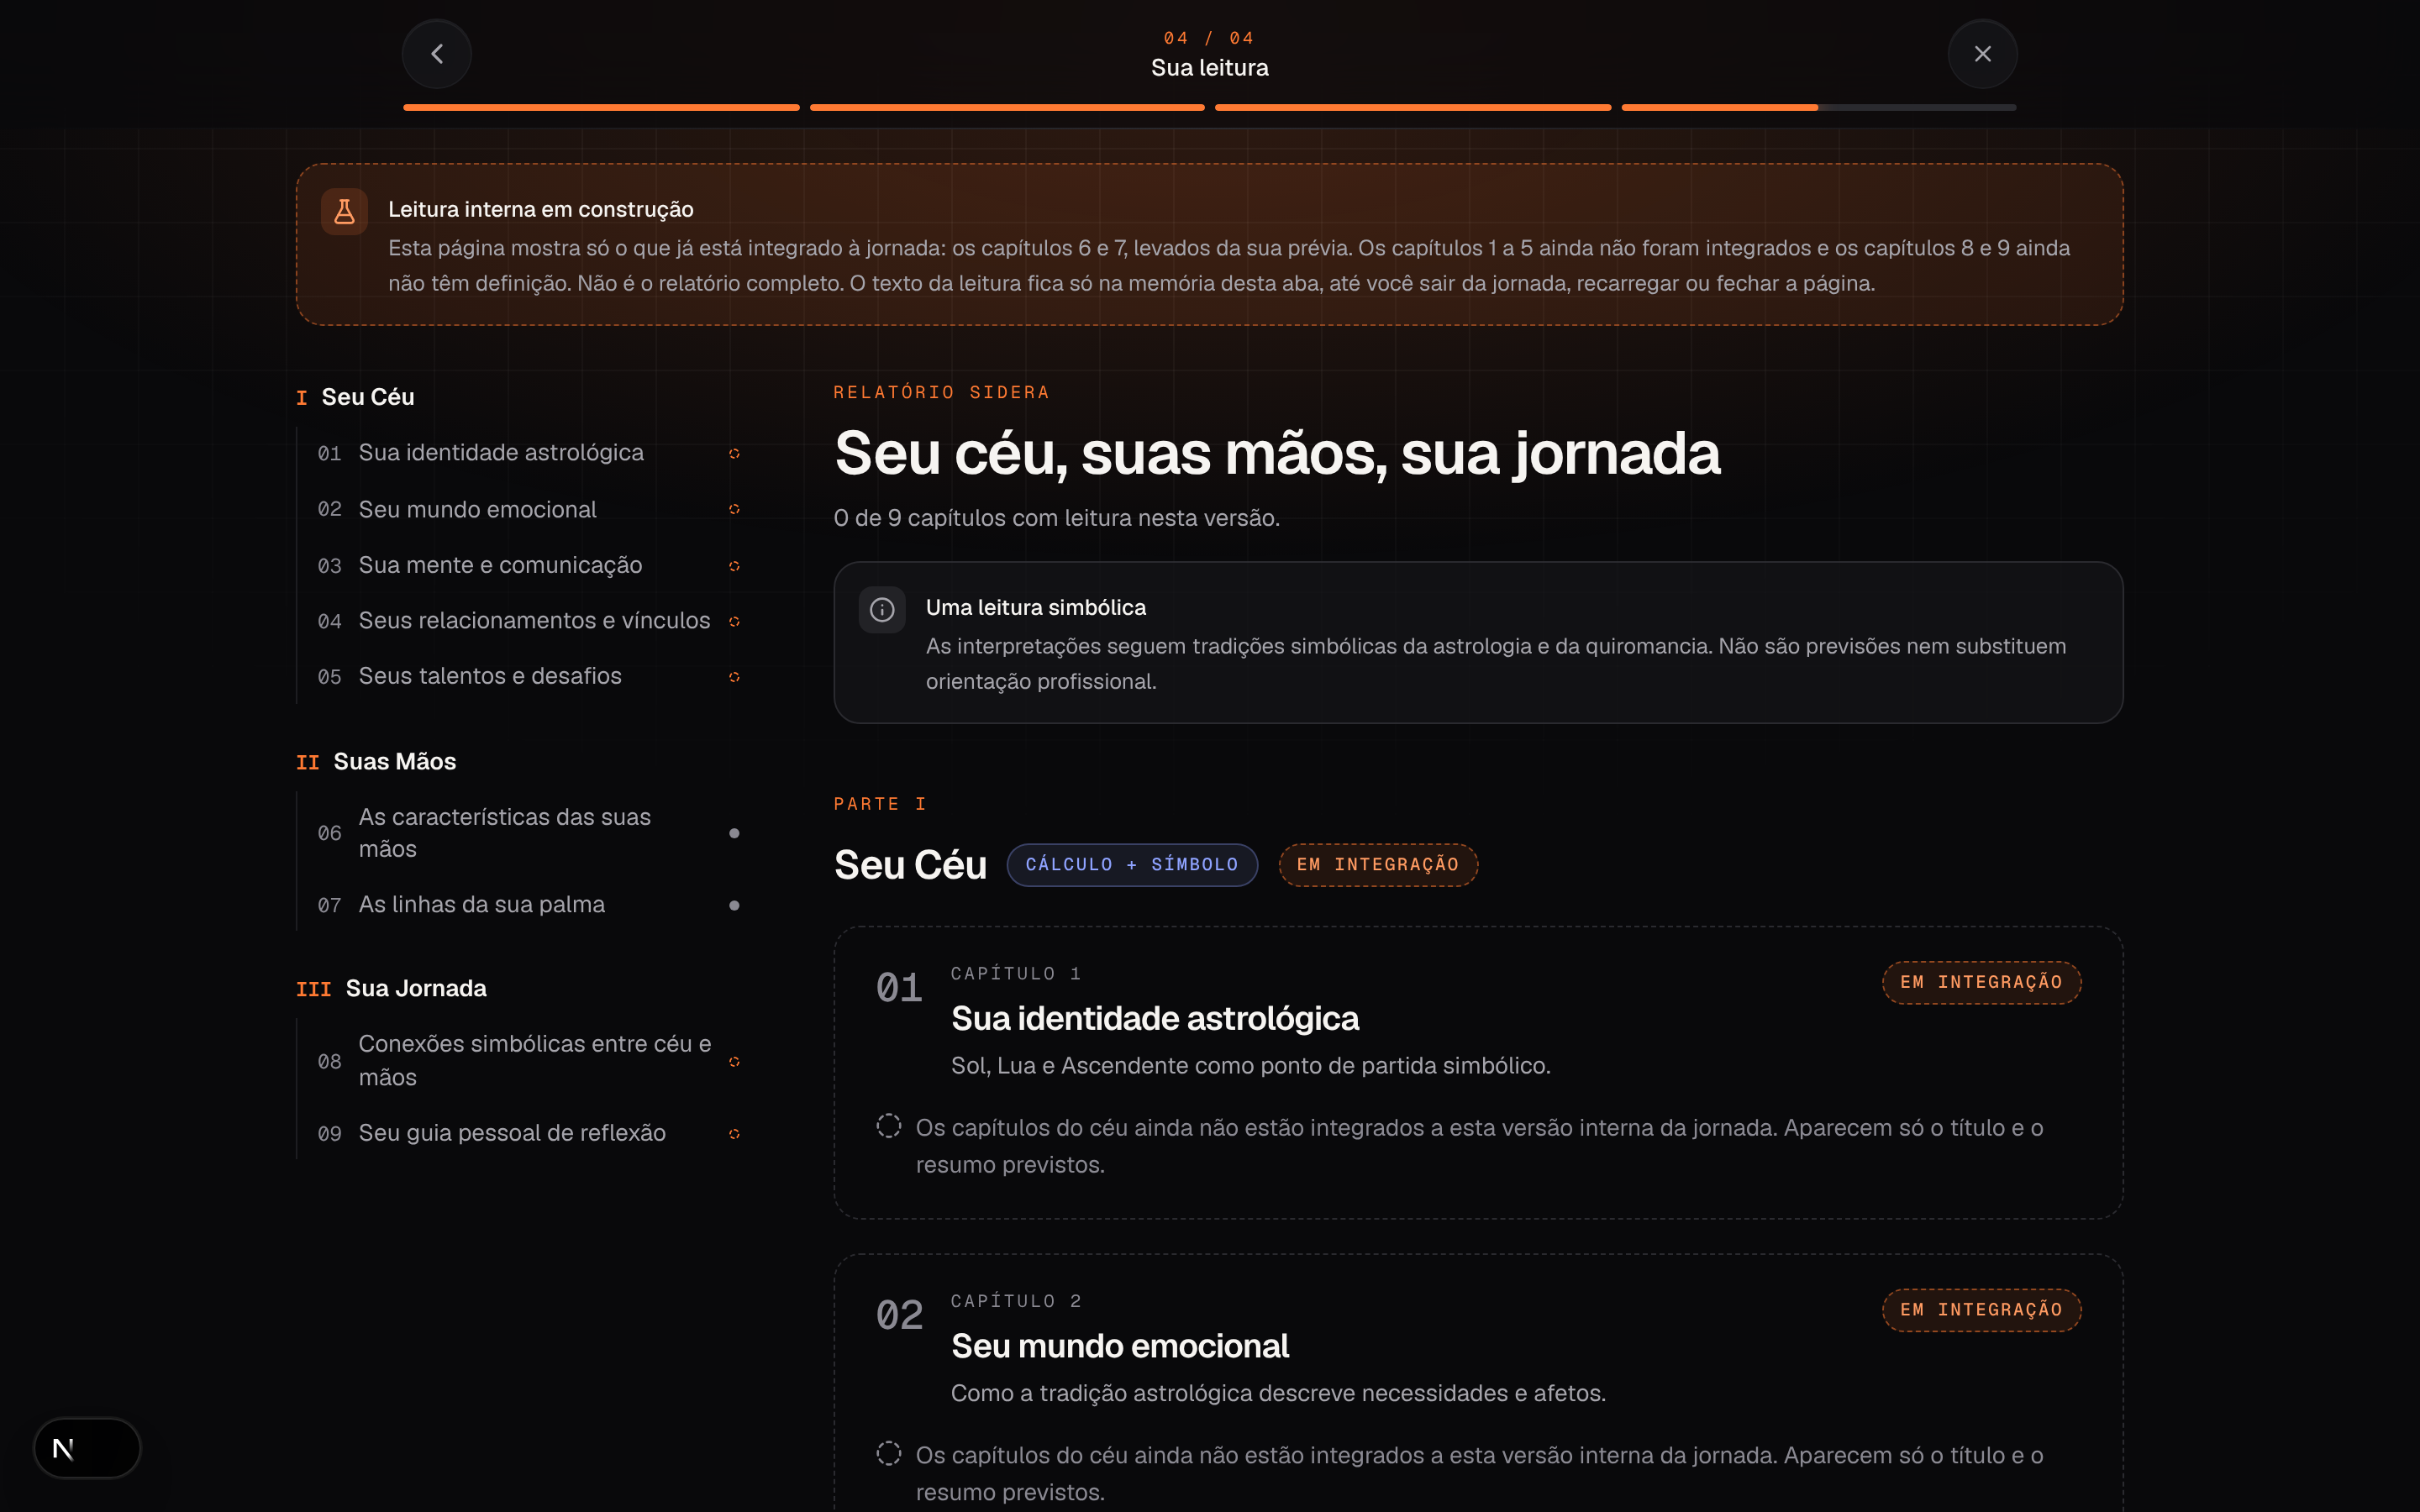 04 / 04
Sua leitura
Leitura interna em construção
Esta página mostra só o que já está integrado à jornada: os capítulos 6 e 7, levados da sua prévia. Os capítulos 1 a 5 ainda não foram integrados e os capítulos 8 e 9 ainda
não têm definição. Não é o relatório completo. O texto da leitura fica só na memória desta aba, até você sair da jornada, recarregar ou fechar a página.
I Seu Céu
01 Sua identidade astrológica
02 Seu mundo emocional
03 Sua mente e comunicação
04 Seus relacionamentos e vínculos
05 Seus talentos e desafios
II Suas Mãos
06 As características das suas
mãos
07 As linhas da sua palma
III Sua Jornada
08 Conexões simbólicas entre céu e
mãos
09 Seu guia pessoal de reflexão
RELATÓRIO SIDERA
Seu céu, suas mãos, sua jornada
0 de 9 capítulos com leitura nesta versão.
Uma leitura simbólica
As interpretações seguem tradições simbólicas da astrologia e da quiromancia. Não são previsões nem substituem
orientação profissional.
PARTE I
Seu Céu CÁLCULO + SÍMBOLO EM INTEGRAÇÃO
01 CAPÍTULO 1 EM INTEGRAÇÃO
Sua identidade astrológica
Sol, Lua e Ascendente como ponto de partida simbólico.
Os capítulos do céu ainda não estão integrados a esta versão interna da jornada. Aparecem só o título e o
resumo previstos.
02 CAPÍTULO 2 EM INTEGRAÇÃO
Seu mundo emocional
Como a tradição astrológica descreve necessidades e afetos.
Os capítulos do céu ainda não estão integrados a esta versão interna da jornada. Aparecem só o título e o
resumo previstos.
N